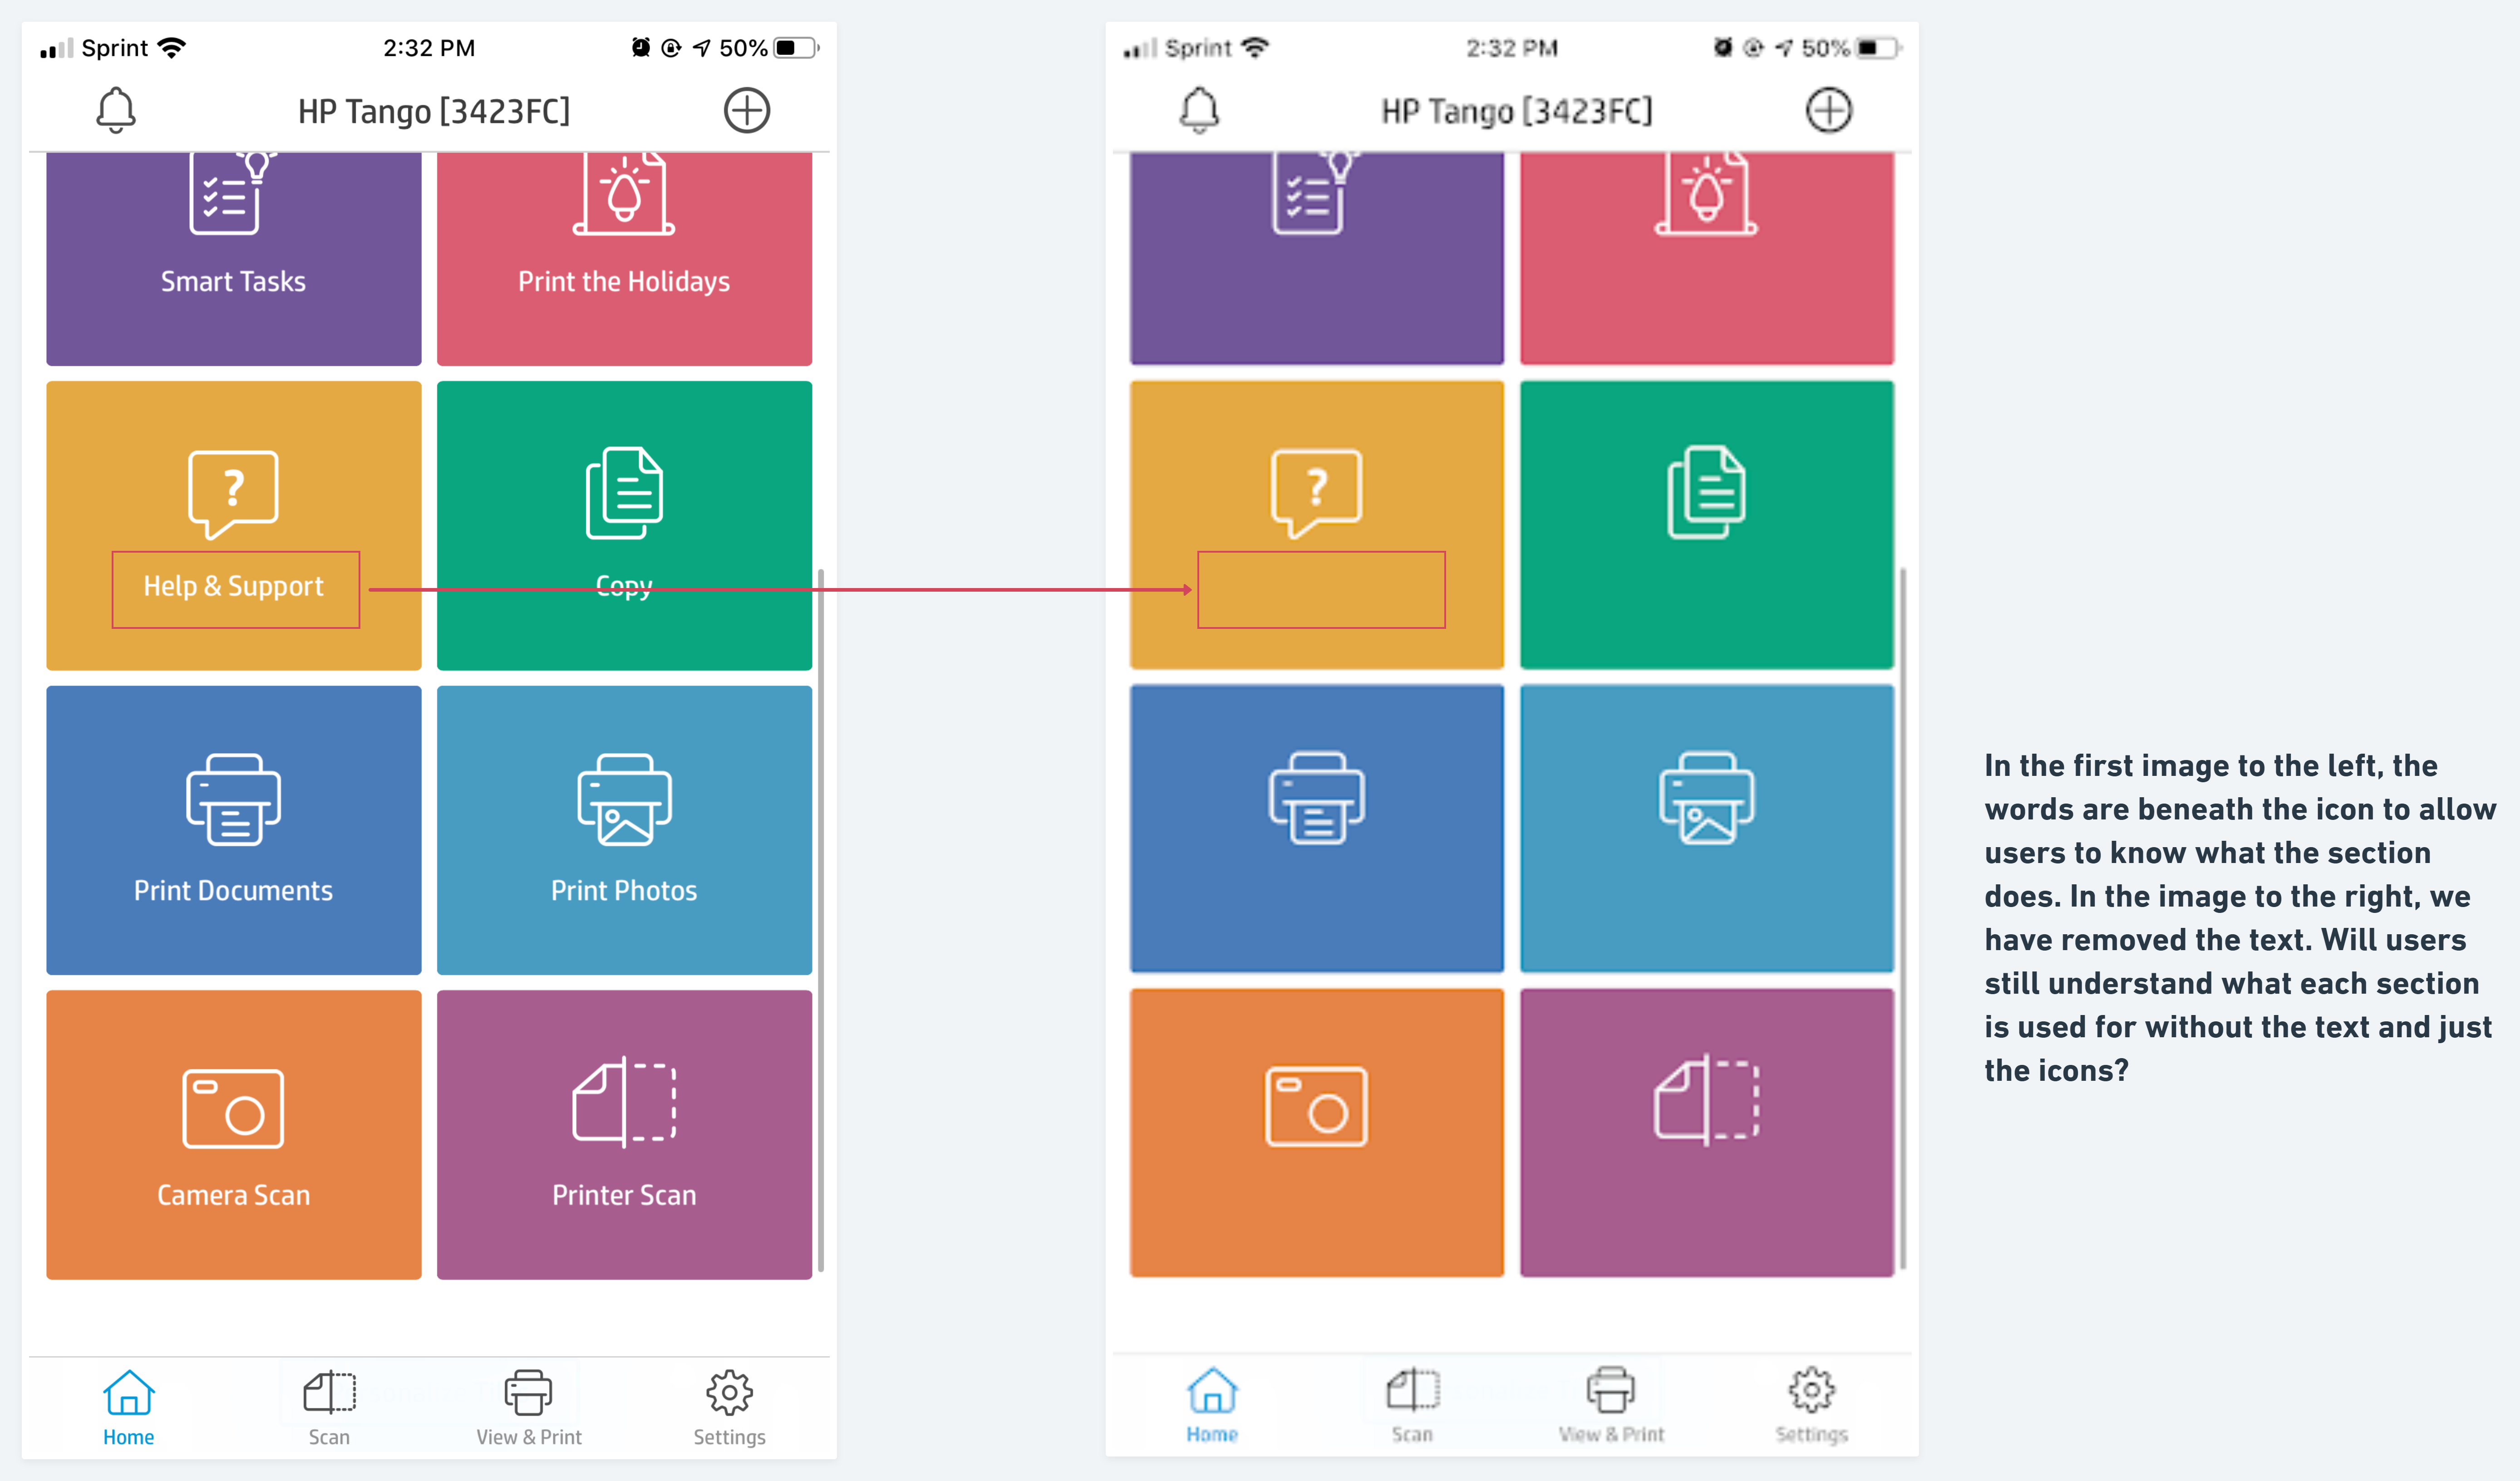 Sprint 2:32 PM 50%
HP Tango [3423FC]
Smart Tasks Print the Holidays
?
Help & Support Copy
Print Documents Print Photos
Camera Scan Printer Scan
Home Scan View & Print Settings
Sprint 2:32 PM 50%
HP Tango [3423FC]
?
Home Scan View & Print Settings
In the first image to the left, the
words are beneath the icon to allow
users to know what the section
does. In the image to the right, we
have removed the text. Will users
still understand what each section
is used for without the text and just
the icons?